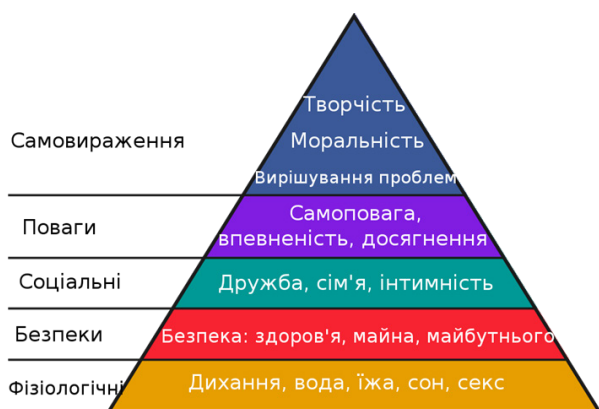 Творчість
Самовираження
Моральність
Вирішування проблем
Поваги
Самоповага,
впевненість, досягнення
Соціальні
Дружба, сім'я, інтимність
Безпеки
Безпека: здоров'я, майна, майбутнього
Фізіологічні
Дихання, вода, їжа, сон, секс